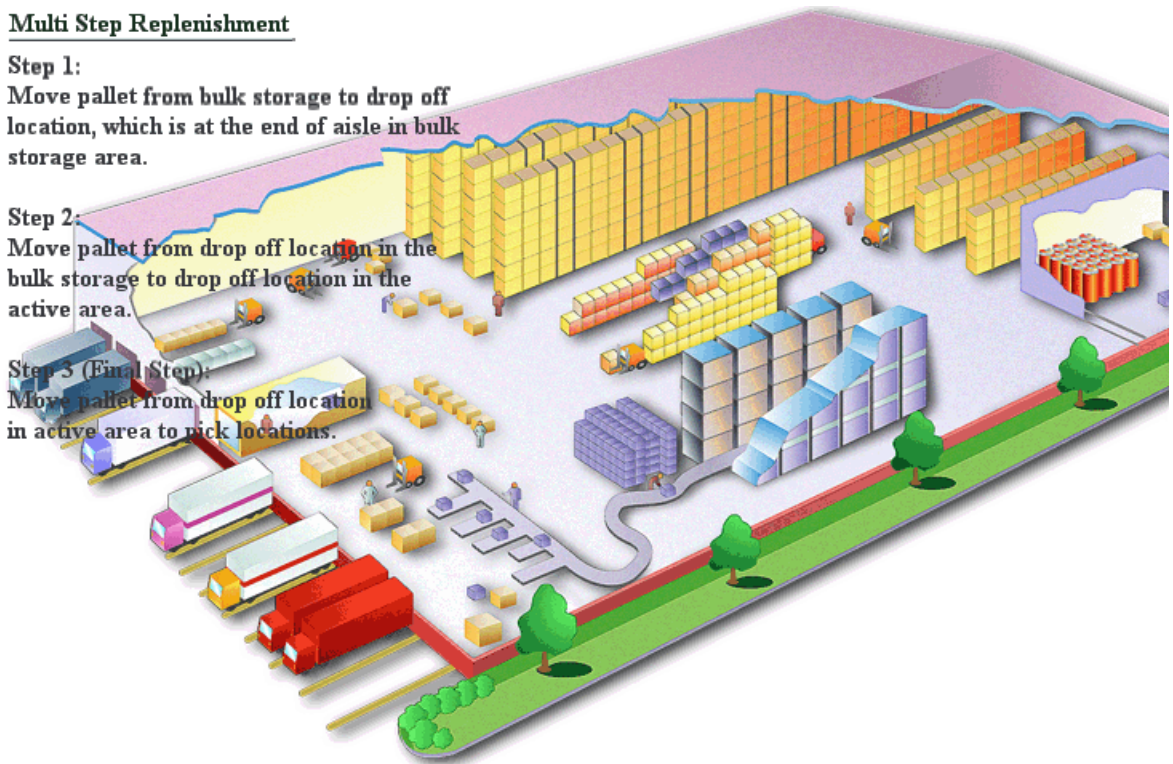 Multi Step Replenishment
Step 1:
Move pallet from bulk storage to drop off
location, which is at the end of aisle in bulk
storage area.
Step 2:
Move pallet from drop off location in the
bulk storage to drop off location in the
active area.
Step 3 (Final Step):
Move pallet from drop off location
in active area to pick locations.